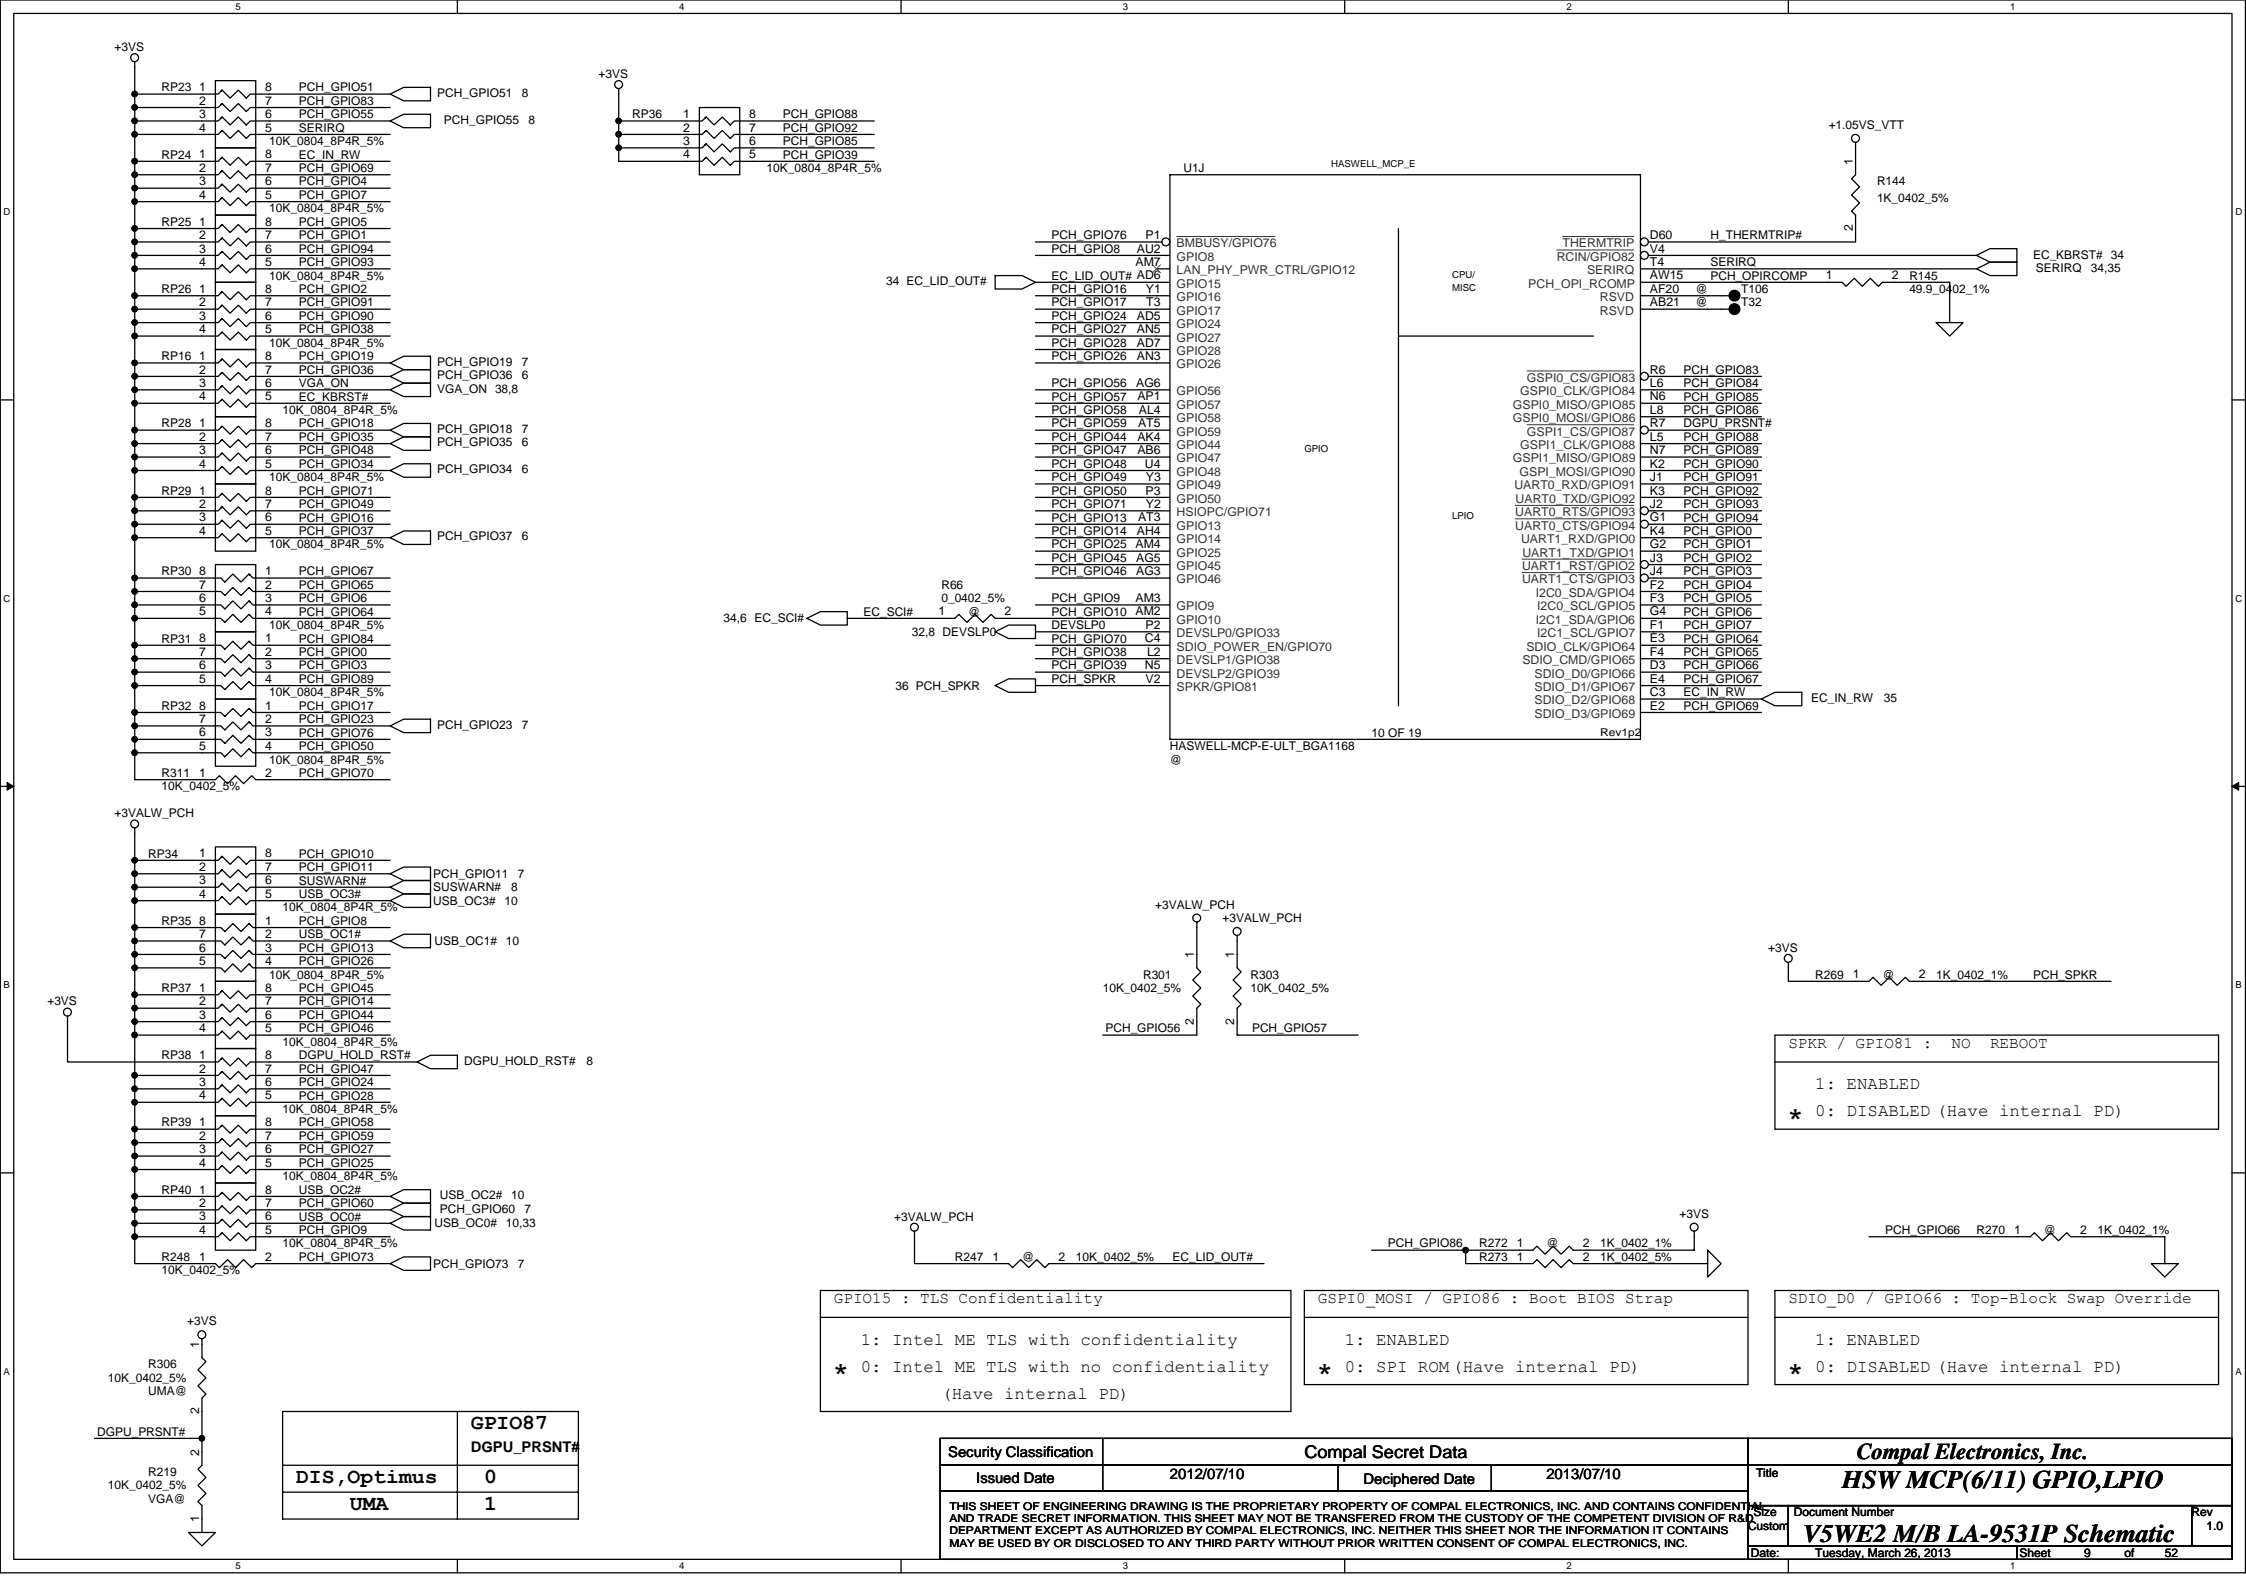 5 4 3 2 1
+3VS
RP23 1 8 PCH_GPIO51 PCH_GPIO51 8
2 7 PCH_GPIO83
3 6 PCH_GPIO55 PCH_GPIO55 8
4 5 SERIRQ
10K_0804_8P4R_5%
RP24 1 8 EC_IN_RW
2 7 PCH_GPIO69
3 6 PCH_GPIO4
4 5 PCH_GPIO7
10K_0804_8P4R_5%
RP25 1 8 PCH_GPIO5
2 7 PCH_GPIO1
3 6 PCH_GPIO94
4 5 PCH_GPIO93
10K_0804_8P4R_5%
RP26 1 8 PCH_GPIO2
2 7 PCH_GPIO91
3 6 PCH_GPIO90
4 5 PCH_GPIO38
10K_0804_8P4R_5%
RP16 1 8 PCH_GPIO19 PCH_GPIO19 7
2 7 PCH_GPIO36 PCH_GPIO36 6
3 6 VGA_ON VGA_ON 38,8
4 5 EC_KBRST#
10K_0804_8P4R_5%
RP28 1 8 PCH_GPIO18 PCH_GPIO18 7
2 7 PCH_GPIO35 PCH_GPIO35 6
3 6 PCH_GPIO48
4 5 PCH_GPIO34 PCH_GPIO34 6
10K_0804_8P4R_5%
RP29 1 8 PCH_GPIO71
2 7 PCH_GPIO49
3 6 PCH_GPIO16
4 5 PCH_GPIO37 PCH_GPIO37 6
10K_0804_8P4R_5%
RP30 8 1 PCH_GPIO67
7 2 PCH_GPIO65
6 3 PCH_GPIO6
5 4 PCH_GPIO64
10K_0804_8P4R_5%
RP31 8 1 PCH_GPIO84
7 2 PCH_GPIO0
6 3 PCH_GPIO3
5 4 PCH_GPIO89
10K_0804_8P4R_5%
RP32 8 1 PCH_GPIO17
7 2 PCH_GPIO23 PCH_GPIO23 7
6 3 PCH_GPIO76
5 4 PCH_GPIO50
10K_0804_8P4R_5%
R311 1 2 PCH_GPIO70
10K_0402_5%
+3VS
RP36 1 8 PCH_GPIO88
2 7 PCH_GPIO92
3 6 PCH_GPIO85
4 5 PCH_GPIO39
10K_0804_8P4R_5%
U1J HASWELL_MCP_E
PCH_GPIO76 P1 BMBUSY/GPIO76
PCH_GPIO8 AU2 GPIO8
AM7 LAN_PHY_PWR_CTRL/GPIO12
34 EC_LID_OUT# EC_LID_OUT# AD6 GPIO15
PCH_GPIO16 Y1 GPIO16
PCH_GPIO17 T3 GPIO17
PCH_GPIO24 AD5 GPIO24
PCH_GPIO27 AN5 GPIO27
PCH_GPIO28 AD7 GPIO28
PCH_GPIO26 AN3 GPIO26
PCH_GPIO56 AG6 GPIO56
PCH_GPIO57 AP1 GPIO57
PCH_GPIO58 AL4 GPIO58
PCH_GPIO59 AT5 GPIO59
PCH_GPIO44 AK4 GPIO44
PCH_GPIO47 AB6 GPIO47
PCH_GPIO48 U4 GPIO48
PCH_GPIO49 Y3 GPIO49
PCH_GPIO50 P3 GPIO50
PCH_GPIO71 Y2 HSIOPC/GPIO71
PCH_GPIO13 AT3 GPIO13
PCH_GPIO14 AH4 GPIO14
PCH_GPIO25 AM4 GPIO25
PCH_GPIO45 AG5 GPIO45
PCH_GPIO46 AG3 GPIO46
R66
0_0402_5%
PCH_GPIO9 AM3 GPIO9
34,6 EC_SCI# EC_SCI# 1 @ 2 PCH_GPIO10 AM2 GPIO10
32,8 DEVSLP0 DEVSLP0 P2 DEVSLP0/GPIO33
PCH_GPIO70 C4 SDIO_POWER_EN/GPIO70
PCH_GPIO38 L2 DEVSLP1/GPIO38
PCH_GPIO39 N5 DEVSLP2/GPIO39
36 PCH_SPKR PCH_SPKR V2 SPKR/GPIO81
CPU/
MISC
GPIO
LPIO
10 OF 19 Rev1p2
HASWELL-MCP-E-ULT_BGA1168
@
+1.05VS_VTT
1
R144
1K_0402_5%
2
THERMTRIP D60 H_THERMTRIP#
RCIN/GPIO82 V4 EC_KBRST# 34
SERIRQ T4 SERIRQ SERIRQ 34,35
PCH_OPI_RCOMP AW15 PCH_OPIRCOMP 1 2 R145
49.9_0402_1%
RSVD AF20 @ T106
RSVD AB21 @ T32
GSPI0_CS/GPIO83 R6 PCH_GPIO83
GSPI0_CLK/GPIO84 L6 PCH_GPIO84
GSPI0_MISO/GPIO85 N6 PCH_GPIO85
GSPI0_MOSI/GPIO86 L8 PCH_GPIO86
GSPI1_CS/GPIO87 R7 DGPU_PRSNT#
GSPI1_CLK/GPIO88 L5 PCH_GPIO88
GSPI1_MISO/GPIO89 N7 PCH_GPIO89
GSPI_MOSI/GPIO90 K2 PCH_GPIO90
UART0_RXD/GPIO91 J1 PCH_GPIO91
UART0_TXD/GPIO92 K3 PCH_GPIO92
UART0_RTS/GPIO93 J2 PCH_GPIO93
UART0_CTS/GPIO94 G1 PCH_GPIO94
UART1_RXD/GPIO0 K4 PCH_GPIO0
UART1_TXD/GPIO1 G2 PCH_GPIO1
UART1_RST/GPIO2 J3 PCH_GPIO2
UART1_CTS/GPIO3 J4 PCH_GPIO3
I2C0_SDA/GPIO4 F2 PCH_GPIO4
I2C0_SCL/GPIO5 F3 PCH_GPIO5
I2C1_SDA/GPIO6 G4 PCH_GPIO6
I2C1_SCL/GPIO7 F1 PCH_GPIO7
SDIO_CLK/GPIO64 E3 PCH_GPIO64
SDIO_CMD/GPIO65 F4 PCH_GPIO65
SDIO_D0/GPIO66 D3 PCH_GPIO66
SDIO_D1/GPIO67 E4 PCH_GPIO67
SDIO_D2/GPIO68 C3 EC_IN_RW EC_IN_RW 35
SDIO_D3/GPIO69 E2 PCH_GPIO69
D D
C C
B B
A A
+3VALW_PCH
RP34 1 8 PCH_GPIO10
2 7 PCH_GPIO11 PCH_GPIO11 7
3 6 SUSWARN# SUSWARN# 8
4 5 USB_OC3# USB_OC3# 10
10K_0804_8P4R_5%
RP35 8 1 PCH_GPIO8
7 2 USB_OC1# USB_OC1# 10
6 3 PCH_GPIO13
5 4 PCH_GPIO26
10K_0804_8P4R_5%
RP37 1 8 PCH_GPIO45
+3VS
2 7 PCH_GPIO14
3 6 PCH_GPIO44
4 5 PCH_GPIO46
10K_0804_8P4R_5%
RP38 1 8 DGPU_HOLD_RST# DGPU_HOLD_RST# 8
2 7 PCH_GPIO47
3 6 PCH_GPIO24
4 5 PCH_GPIO28
10K_0804_8P4R_5%
RP39 1 8 PCH_GPIO58
2 7 PCH_GPIO59
3 6 PCH_GPIO27
4 5 PCH_GPIO25
10K_0804_8P4R_5%
RP40 1 8 USB_OC2# USB_OC2# 10
2 7 PCH_GPIO60 PCH_GPIO60 7
3 6 USB_OC0# USB_OC0# 10,33
4 5 PCH_GPIO9
10K_0804_8P4R_5%
R248 1 2 PCH_GPIO73 PCH_GPIO73 7
10K_0402_5%
+3VALW_PCH +3VALW_PCH
1 1
R301 R303
10K_0402_5% 10K_0402_5%
PCH_GPIO56 2 2 PCH_GPIO57
+3VS
R269 1 @ 2 1K_0402_1% PCH_SPKR
SPKR / GPIO81 : NO REBOOT
1: ENABLED
* 0: DISABLED (Have internal PD)
+3VALW_PCH
R247 1 @ 2 10K_0402_5% EC_LID_OUT#
GPIO15 : TLS Confidentiality
1: Intel ME TLS with confidentiality
* 0: Intel ME TLS with no confidentiality
(Have internal PD)
+3VS
PCH_GPIO86 R272 1 @ 2 1K_0402_1%
R273 1 2 1K_0402_5%
GSPI0_MOSI / GPIO86 : Boot BIOS Strap
1: ENABLED
* 0: SPI ROM (Have internal PD)
PCH_GPIO66 R270 1 @ 2 1K_0402_1%
SDIO_D0 / GPIO66 : Top-Block Swap Override
1: ENABLED
* 0: DISABLED (Have internal PD)
+3VS
1
R306
10K_0402_5%
UMA@
2
DGPU_PRSNT#
2
R219
10K_0402_5%
VGA@
1
GPIO87
DGPU_PRSNT#
DIS,Optimus 0
UMA 1
Security Classification Compal Secret Data
Issued Date 2012/07/10 Deciphered Date 2013/07/10
THIS SHEET OF ENGINEERING DRAWING IS THE PROPRIETARY PROPERTY OF COMPAL ELECTRONICS, INC. AND CONTAINS CONFIDENTIAL
AND TRADE SECRET INFORMATION. THIS SHEET MAY NOT BE TRANSFERED FROM THE CUSTODY OF THE COMPETENT DIVISION OF R&D
DEPARTMENT EXCEPT AS AUTHORIZED BY COMPAL ELECTRONICS, INC. NEITHER THIS SHEET NOR THE INFORMATION IT CONTAINS
MAY BE USED BY OR DISCLOSED TO ANY THIRD PARTY WITHOUT PRIOR WRITTEN CONSENT OF COMPAL ELECTRONICS, INC.
Compal Electronics, Inc.
Title HSW MCP(6/11) GPIO,LPIO
Size Document Number Rev
Custom V5WE2 M/B LA-9531P Schematic 1.0
Date: Tuesday, March 26, 2013 Sheet 9 of 52
5 4 3 2 1